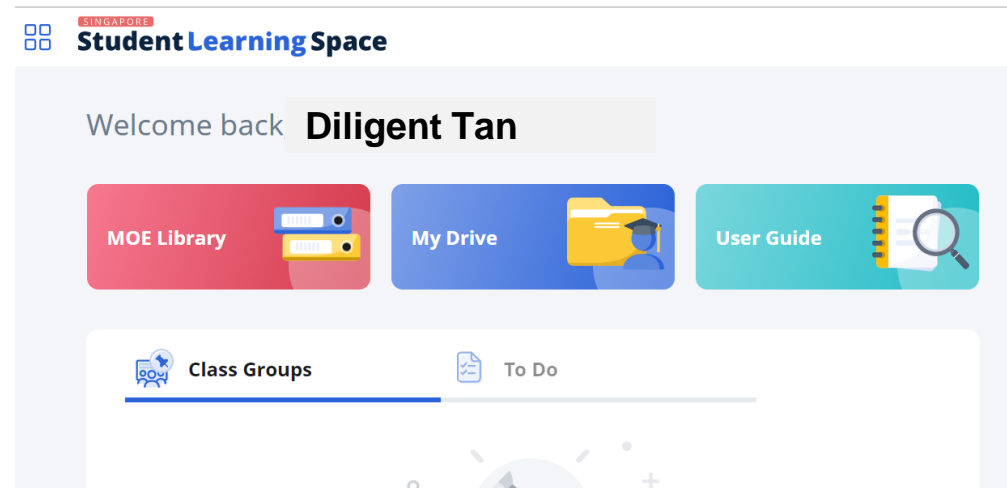 SINGAPORE
Student Learning Space
Welcome back, Diligent Tan
MOE Library
My Drive
User Guide
Class Groups
To Do